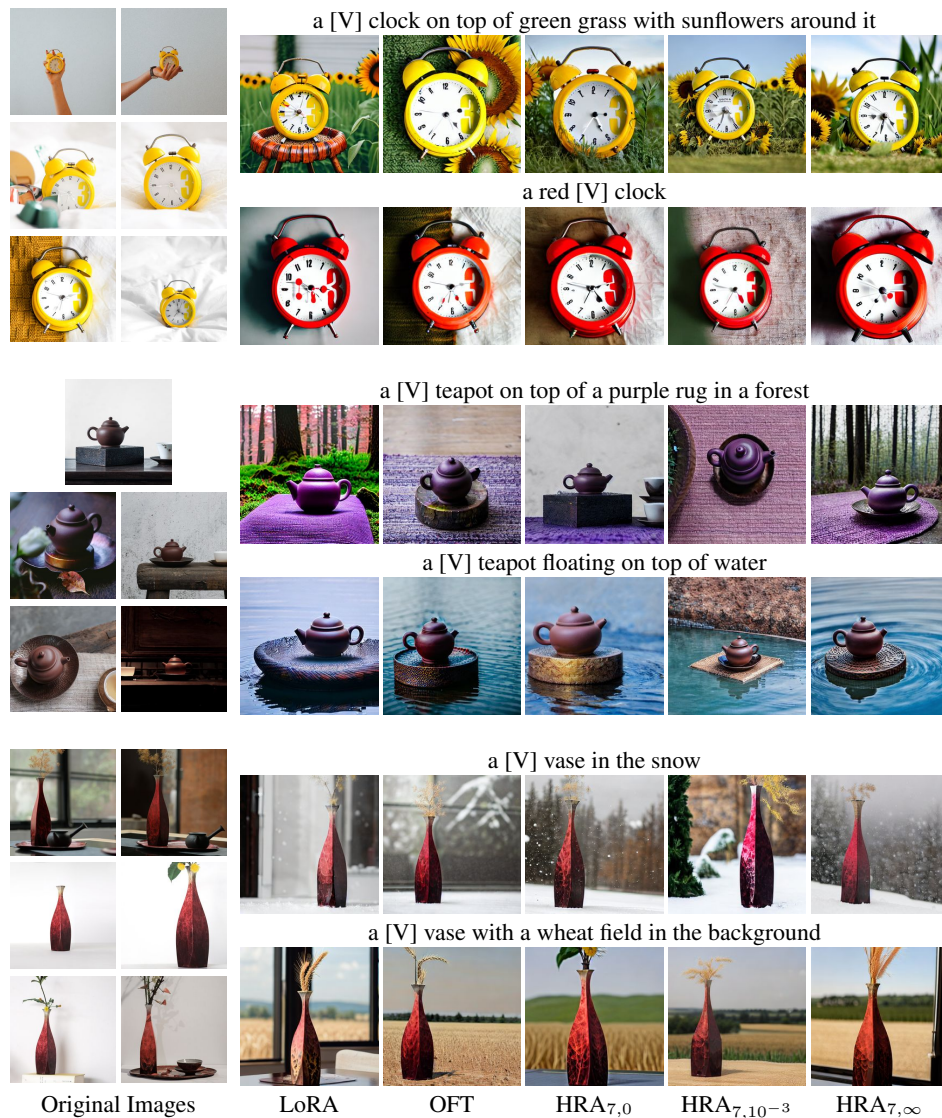 a [V] clock on top of green grass with sunflowers around it
a red [V] clock
a [V] teapot on top of a purple rug in a forest
a [V] teapot floating on top of water
a [V] vase in the snow
a [V] vase with a wheat field in the background
Original Images LoRA OFT HRA₇,₀ HRA₇,₁₀₋₃ HRA₇,∞